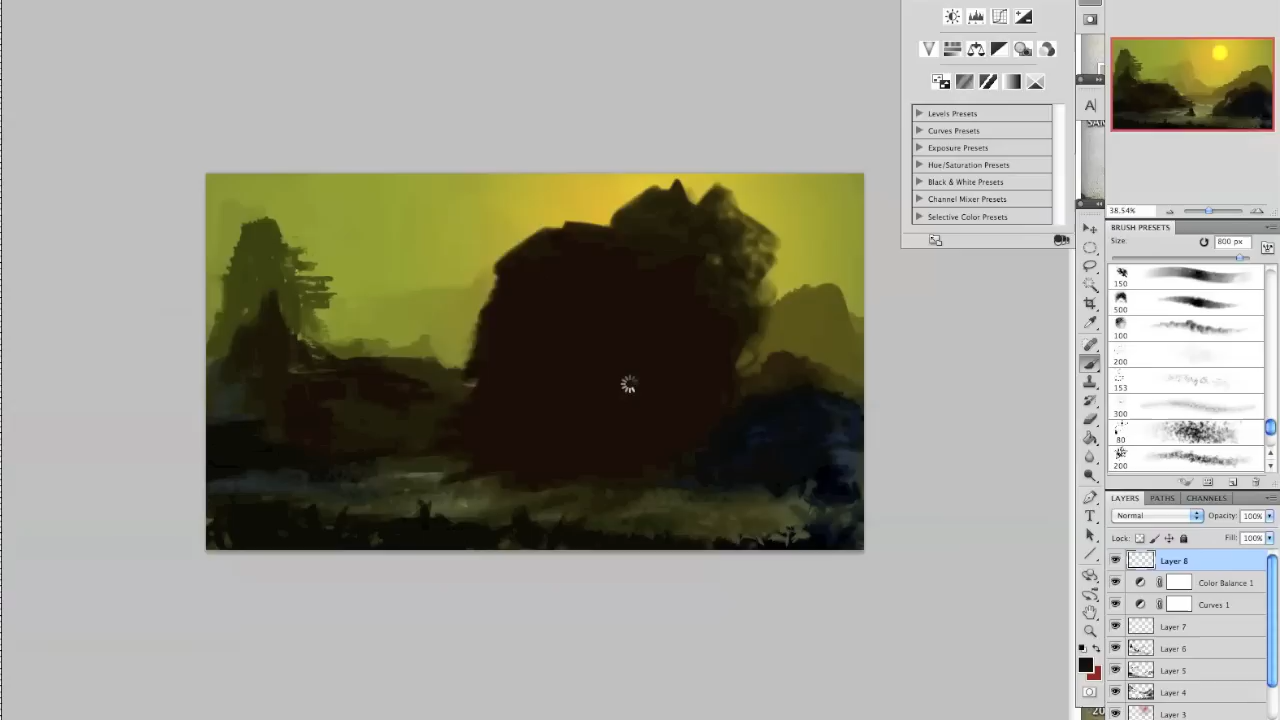 Levels Presets
Curves Presets
Exposure Presets
Hue/Saturation Presets
Black & White Presets
Channel Mixer Presets
Selective Color Presets
A
38.54%
BRUSH PRESETS
Size: 800 px
150
500
100
200
153
300
80
200
LAYERS PATHS CHANNELS
Normal Opacity: 100%
Lock: Fill: 100%
Layer 8
Color Balance 1
Curves 1
Layer 7
Layer 6
Layer 5
Layer 4
Layer 3
T